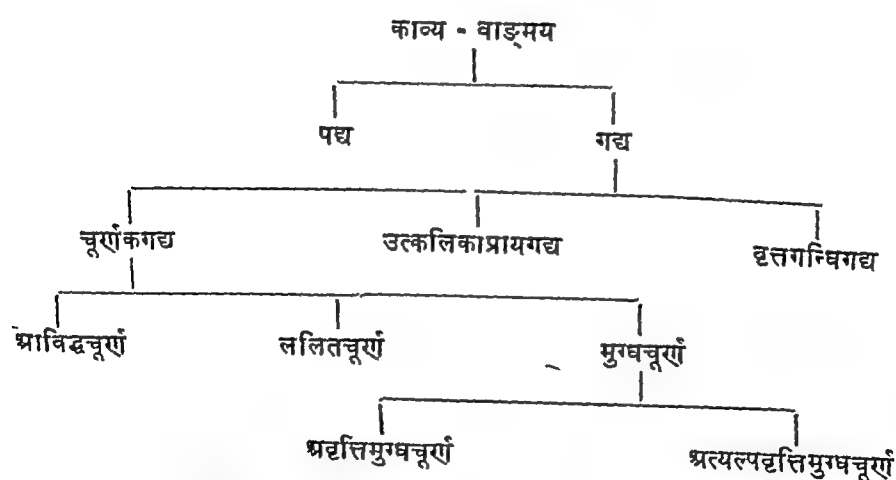 काव्य - वाङ्मय
पद्य गद्य
चूर्णकगद्य उत्कलिकाप्रायगद्य वृत्तगन्धिगद्य
आविद्धचूर्ण ललितचूर्ण मुग्धचूर्ण
अवृत्तिमुग्धचूर्ण अत्यल्पवृत्तिमुग्धचूर्ण